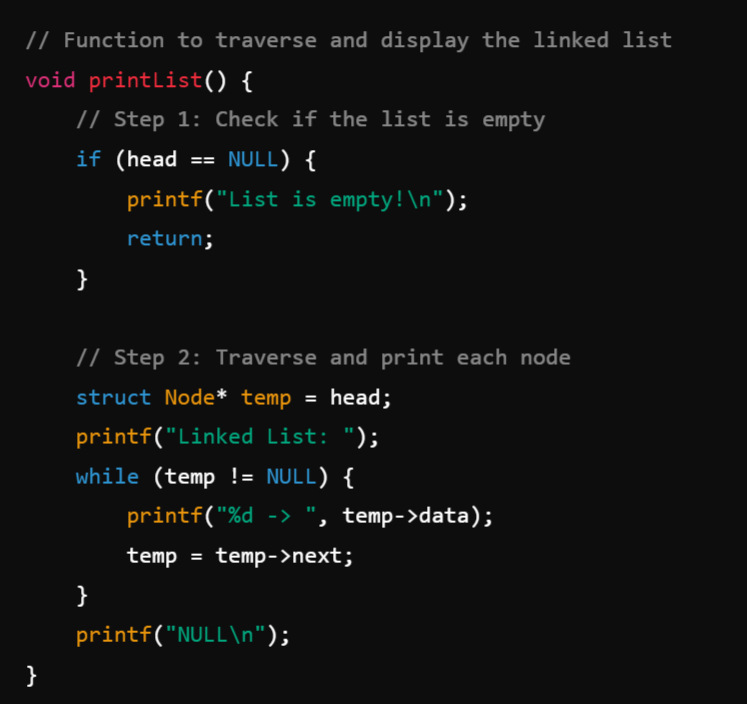 // Function to traverse and display the linked list
void printList() {
    // Step 1: Check if the list is empty
    if (head == NULL) {
        printf("List is empty!\n");
        return;
    }

    // Step 2: Traverse and print each node
    struct Node* temp = head;
    printf("Linked List: ");
    while (temp != NULL) {
        printf("%d -> ", temp->data);
        temp = temp->next;
    }
    printf("NULL\n");
}